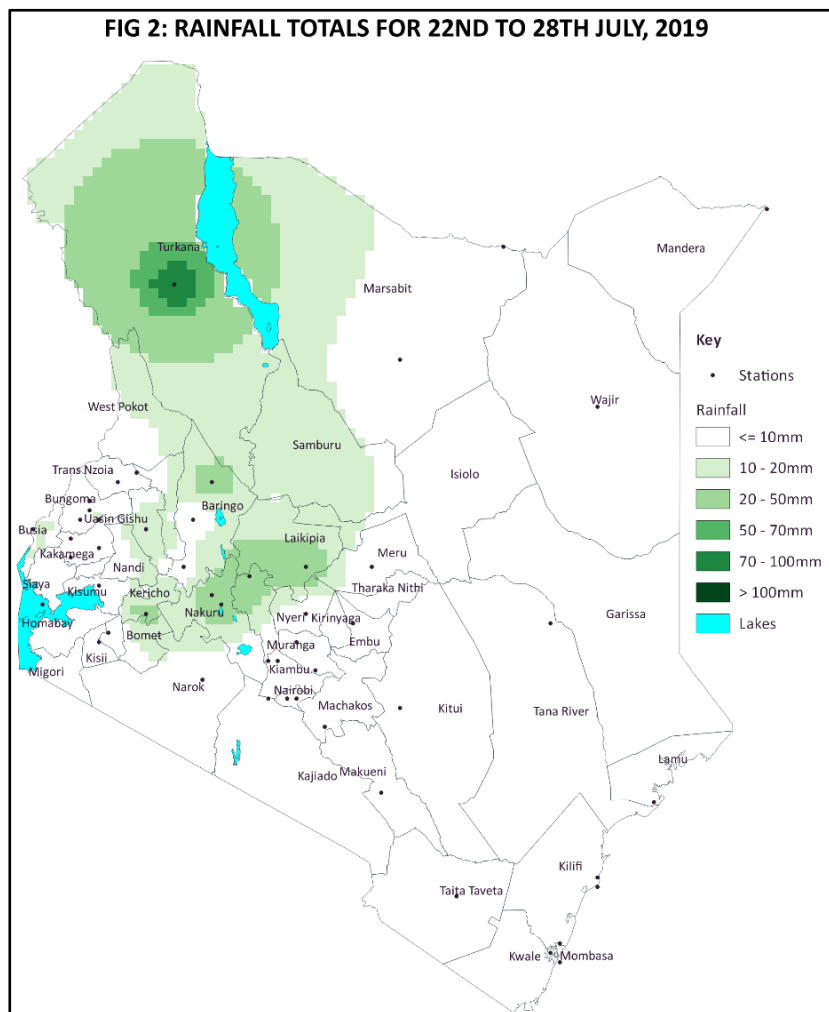 FIG 2: RAINFALL TOTALS FOR 22ND TO 28TH JULY, 2019
Turkana
Mandera
Marsabit
Key
Stations
Rainfall
<= 10mm
10 - 20mm
20 - 50mm
50 - 70mm
70 - 100mm
> 100mm
Lakes
West Pokot
Wajir
Samburu
Isiolo
Trans Nzoia
Bungoma
Baringo
Uasin Gishu
Busia
Laikipia
Kakamega
Meru
Nandi
Siaya
Kisumu
Kericho
Tharaka Nithi
Nakuru
Nyeri
Kirinyaga
Garissa
Homabay
Bomet
Muranga
Embu
Kisii
Migori
Kiambu
Narok
Nairobi
Machakos
Kitui
Tana River
Lamu
Kajiado
Makueni
Kilifi
Taita Taveta
Kwale
Mombasa